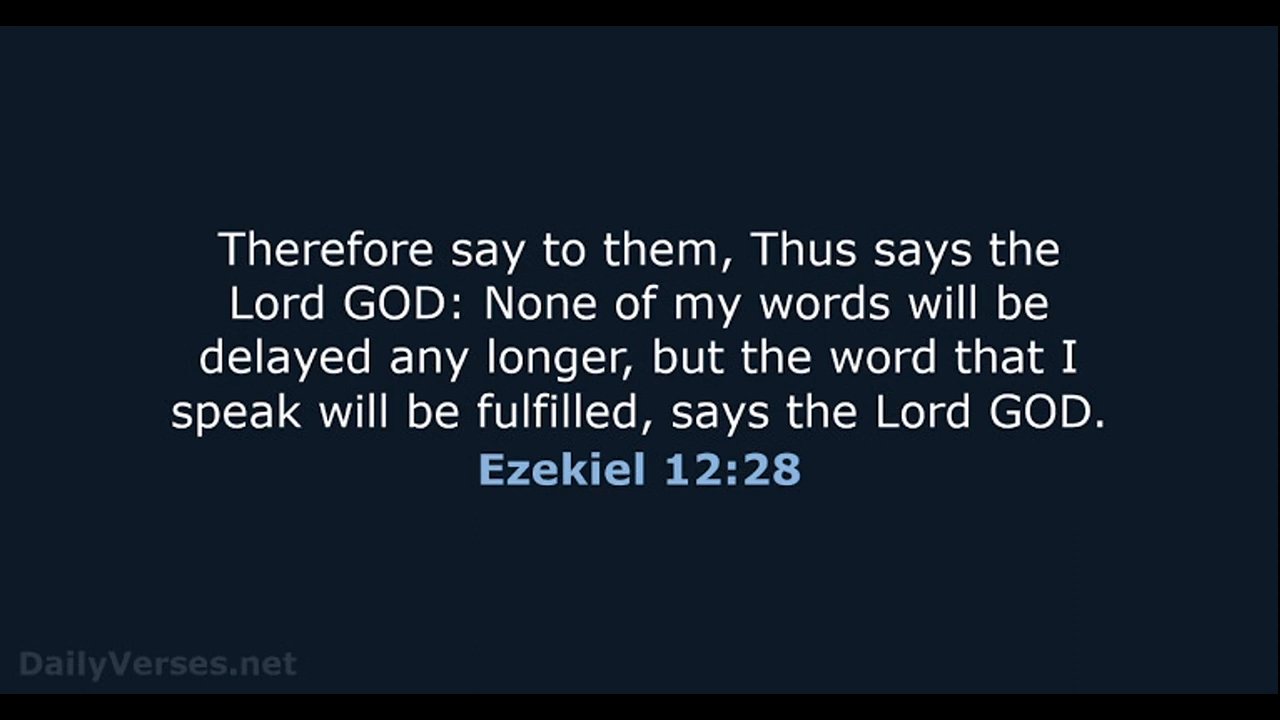 Therefore say to them, Thus says the
Lord GOD: None of my words will be
delayed any longer, but the word that I
speak will be fulfilled, says the Lord GOD.
Ezekiel 12:28
DailyVerses.net